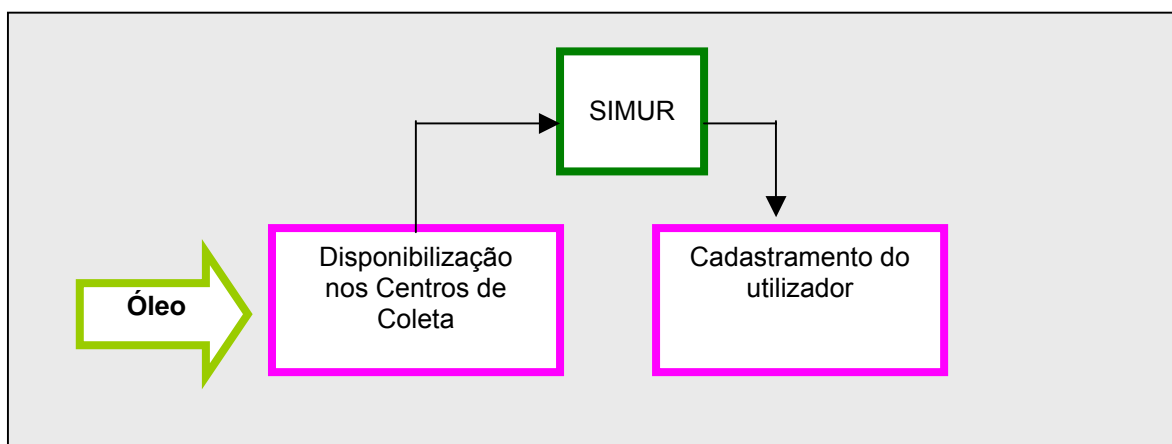 SIMUR
Óleo
Disponibilização
nos Centros de
Coleta
Cadastramento do
utilizador